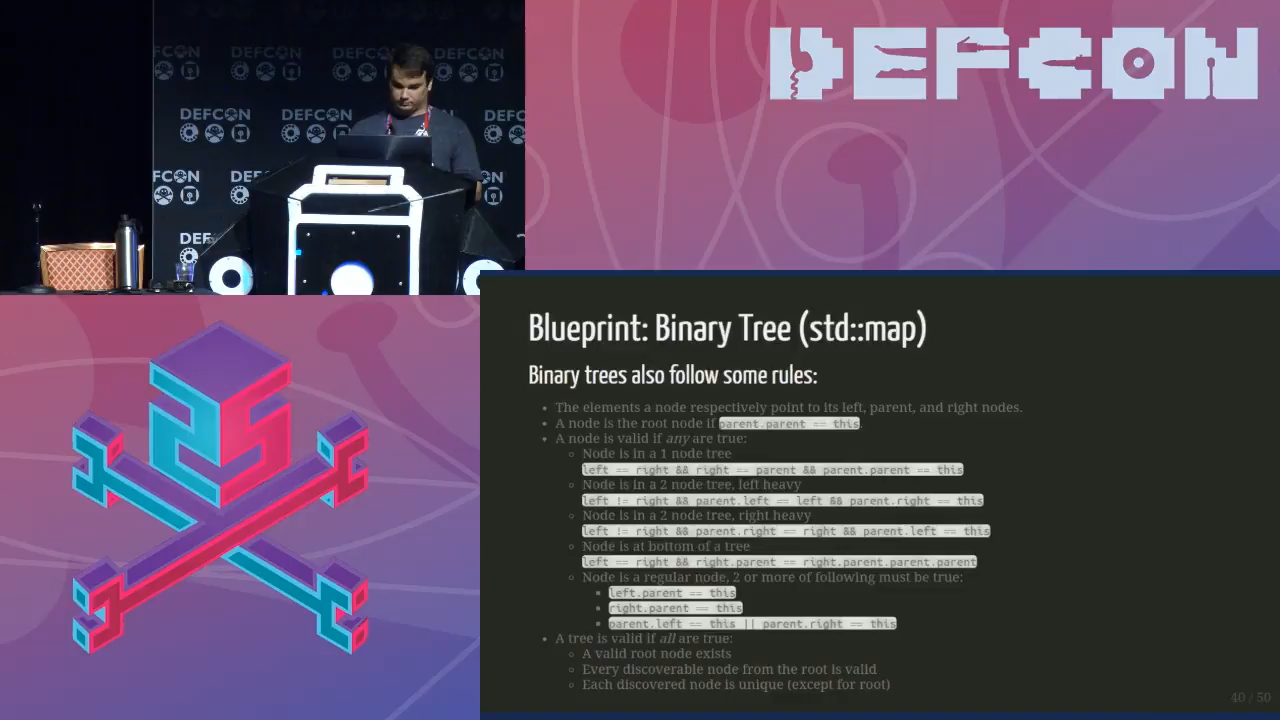 DEFCON
FCON DEFCON DEFCON DEFCON
DEFCON DEFCON DEFC
FCON DEF CON
DEF
Blueprint: Binary Tree (std::map)
Binary trees also follow some rules:
• The elements a node respectively point to its left, parent, and right nodes.
• A node is the root node if parent.parent == this
• A node is valid if any are true:
◦ Node is in a 1 node tree
left == right && right == parent && parent.parent == this
◦ Node is in a 2 node tree, left heavy
left != right && parent.left == left && parent.right == this
◦ Node is in a 2 node tree, right heavy
left != right && parent.right == right && parent.left == this
◦ Node is at bottom of a tree
left == right && right.parent == right.parent.parent.parent
◦ Node is a regular node, 2 or more of following must be true:
▪ left.parent == this
▪ right.parent == this
▪ parent.left == this || parent.right == this
• A tree is valid if all are true:
◦ A valid root node exists
◦ Every discoverable node from the root is valid
◦ Each discovered node is unique (except for root)
40 / 50